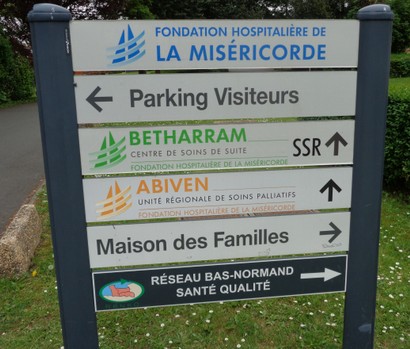 FONDATION HOSPITALIÈRE DE
LA MISÉRICORDE
Parking Visiteurs
BETHARRAM
CENTRE DE SOINS DE SUITE
FONDATION HOSPITALIÈRE DE LA MISÉRICORDE
SSR
ABIVEN
UNITÉ RÉGIONALE DE SOINS PALLIATIFS
FONDATION HOSPITALIÈRE DE LA MISÉRICORDE
Maison des Familles
RÉSEAU BAS-NORMAND
SANTÉ QUALITÉ